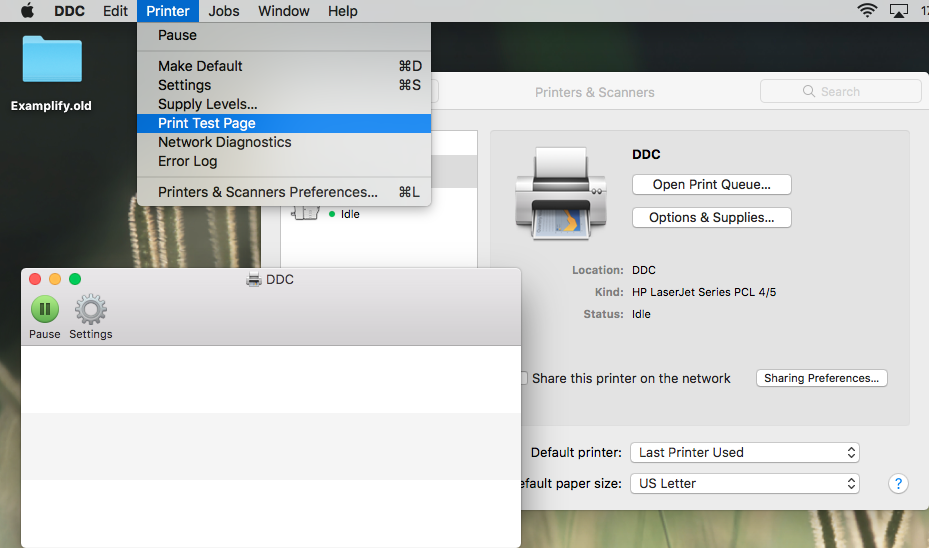 DDC Edit Printer Jobs Window Help
Pause
Make Default ⌘D
Settings ⌘S
Supply Levels...
Print Test Page
Network Diagnostics
Error Log
Printers & Scanners Preferences... ⌘L
Examplify.old
Printers & Scanners
Search
Idle
DDC
Open Print Queue...
Options & Supplies...
Location: DDC
Kind: HP LaserJet Series PCL 4/5
Status: Idle
Share this printer on the network
Sharing Preferences...
Default printer: Last Printer Used
efault paper size: US Letter
?
DDC
Pause Settings